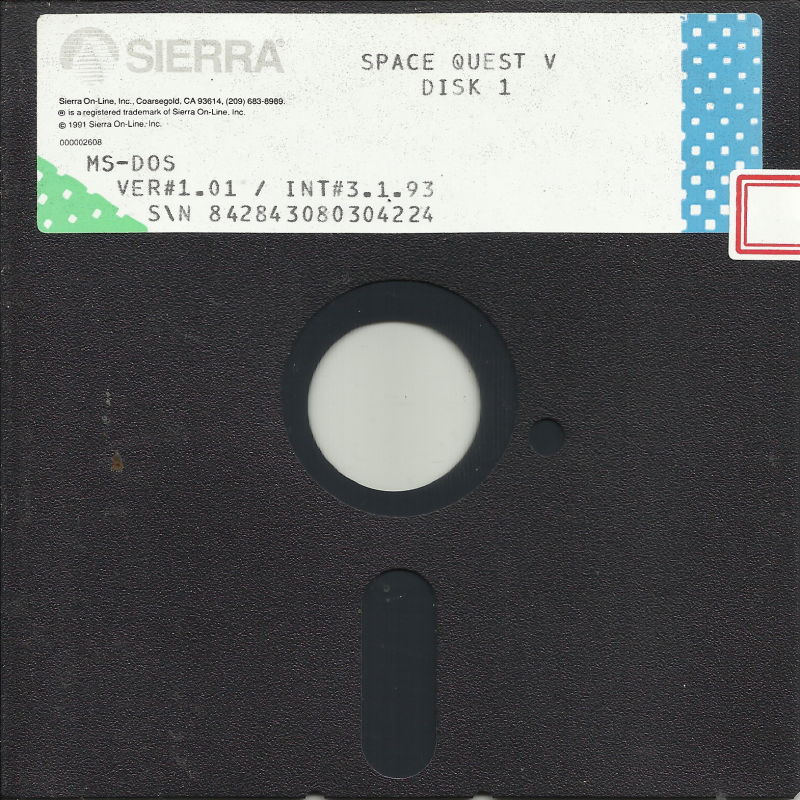 SIERRA®
SPACE QUEST V
DISK 1
Sierra On-Line, Inc., Coarsegold, CA 93614, (209) 683-8989.
® is a registered trademark of Sierra On-Line, Inc.
© 1991 Sierra On-Line, Inc.
000002608
MS-DOS
VER#1.01 / INT#3.1.93
S\N 842843080304224